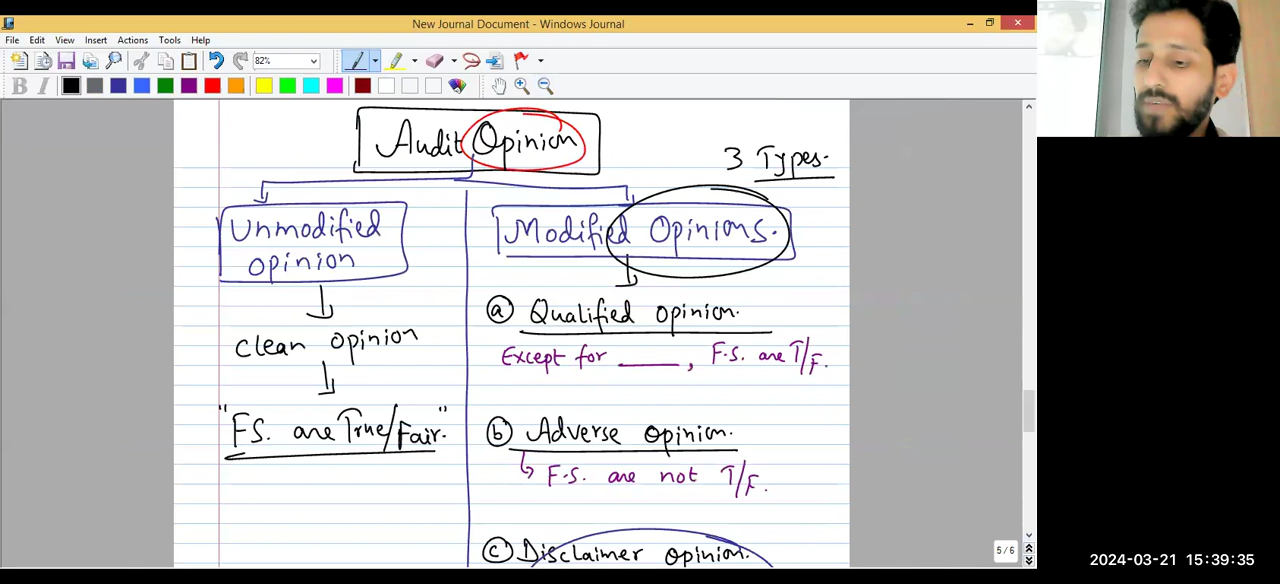 New Journal Document - Windows Journal
File Edit View Insert Actions Tools Help
82%
B I
Audit Opinion
3 Types.
Unmodified opinion
Modified Opinions.
clean opinion
"FS. are True/Fair."
a Qualified opinion.
Except for _____, F.S. are T/F.
b Adverse opinion.
F.S. are not T/F.
c Disclaimer opinion.
5/6
2024-03-21 15:39:35